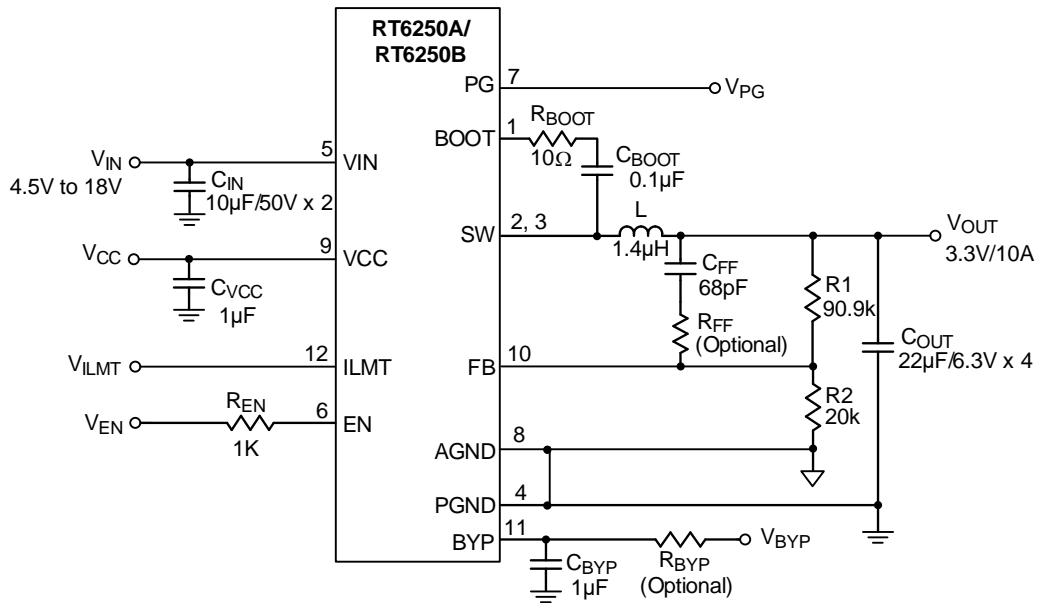 RT6250A/
RT6250B
PG
7
VPG
BOOT
1
RBOOT
10Ω
CBOOT
0.1µF
VIN
4.5V to 18V
5
VIN
CIN
10µF/50V x 2
SW
2, 3
L
1.4µH
VOUT
3.3V/10A
VCC
9
VCC
CVCC
1µF
CFF
68pF
RFF
(Optional)
R1
90.9k
COUT
22µF/6.3V x 4
VILMT
12
ILMT
FB
10
R2
20k
VEN
REN
1K
6
EN
AGND
8
PGND
4
BYP
11
CBYP
1µF
RBYP
(Optional)
VBYP